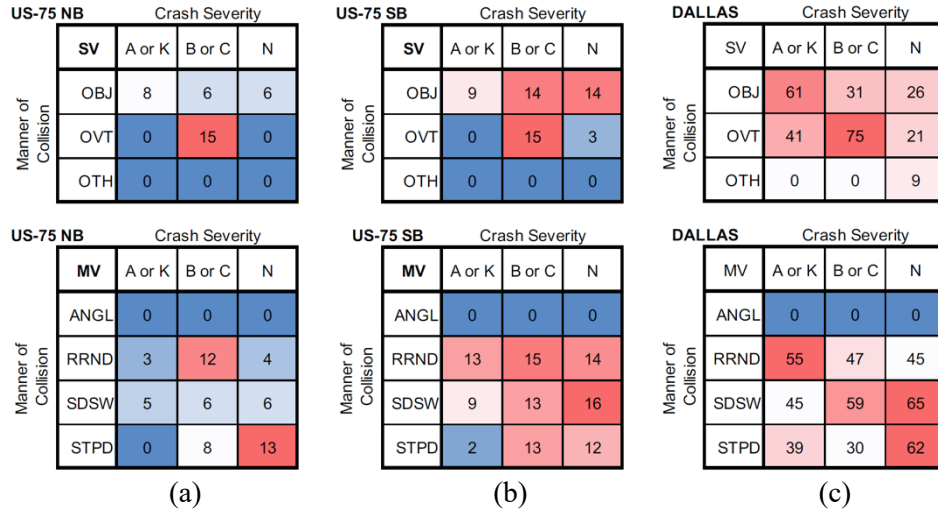 US-75 NB Crash Severity
SV A or K B or C N
Manner of Collision
OBJ 8 6 6
OVT 0 15 0
OTH 0 0 0
US-75 SB Crash Severity
SV A or K B or C N
Manner of Collision
OBJ 9 14 14
OVT 0 15 3
OTH 0 0 0
DALLAS Crash Severity
SV A or K B or C N
Manner of Collision
OBJ 61 31 26
OVT 41 75 21
OTH 0 0 9
US-75 NB Crash Severity
MV A or K B or C N
Manner of Collision
ANGL 0 0 0
RRND 3 12 4
SDSW 5 6 6
STPD 0 8 13
(a)
US-75 SB Crash Severity
MV A or K B or C N
Manner of Collision
ANGL 0 0 0
RRND 13 15 14
SDSW 9 13 16
STPD 2 13 12
(b)
DALLAS Crash Severity
MV A or K B or C N
Manner of Collision
ANGL 0 0 0
RRND 55 47 45
SDSW 45 59 65
STPD 39 30 62
(c)